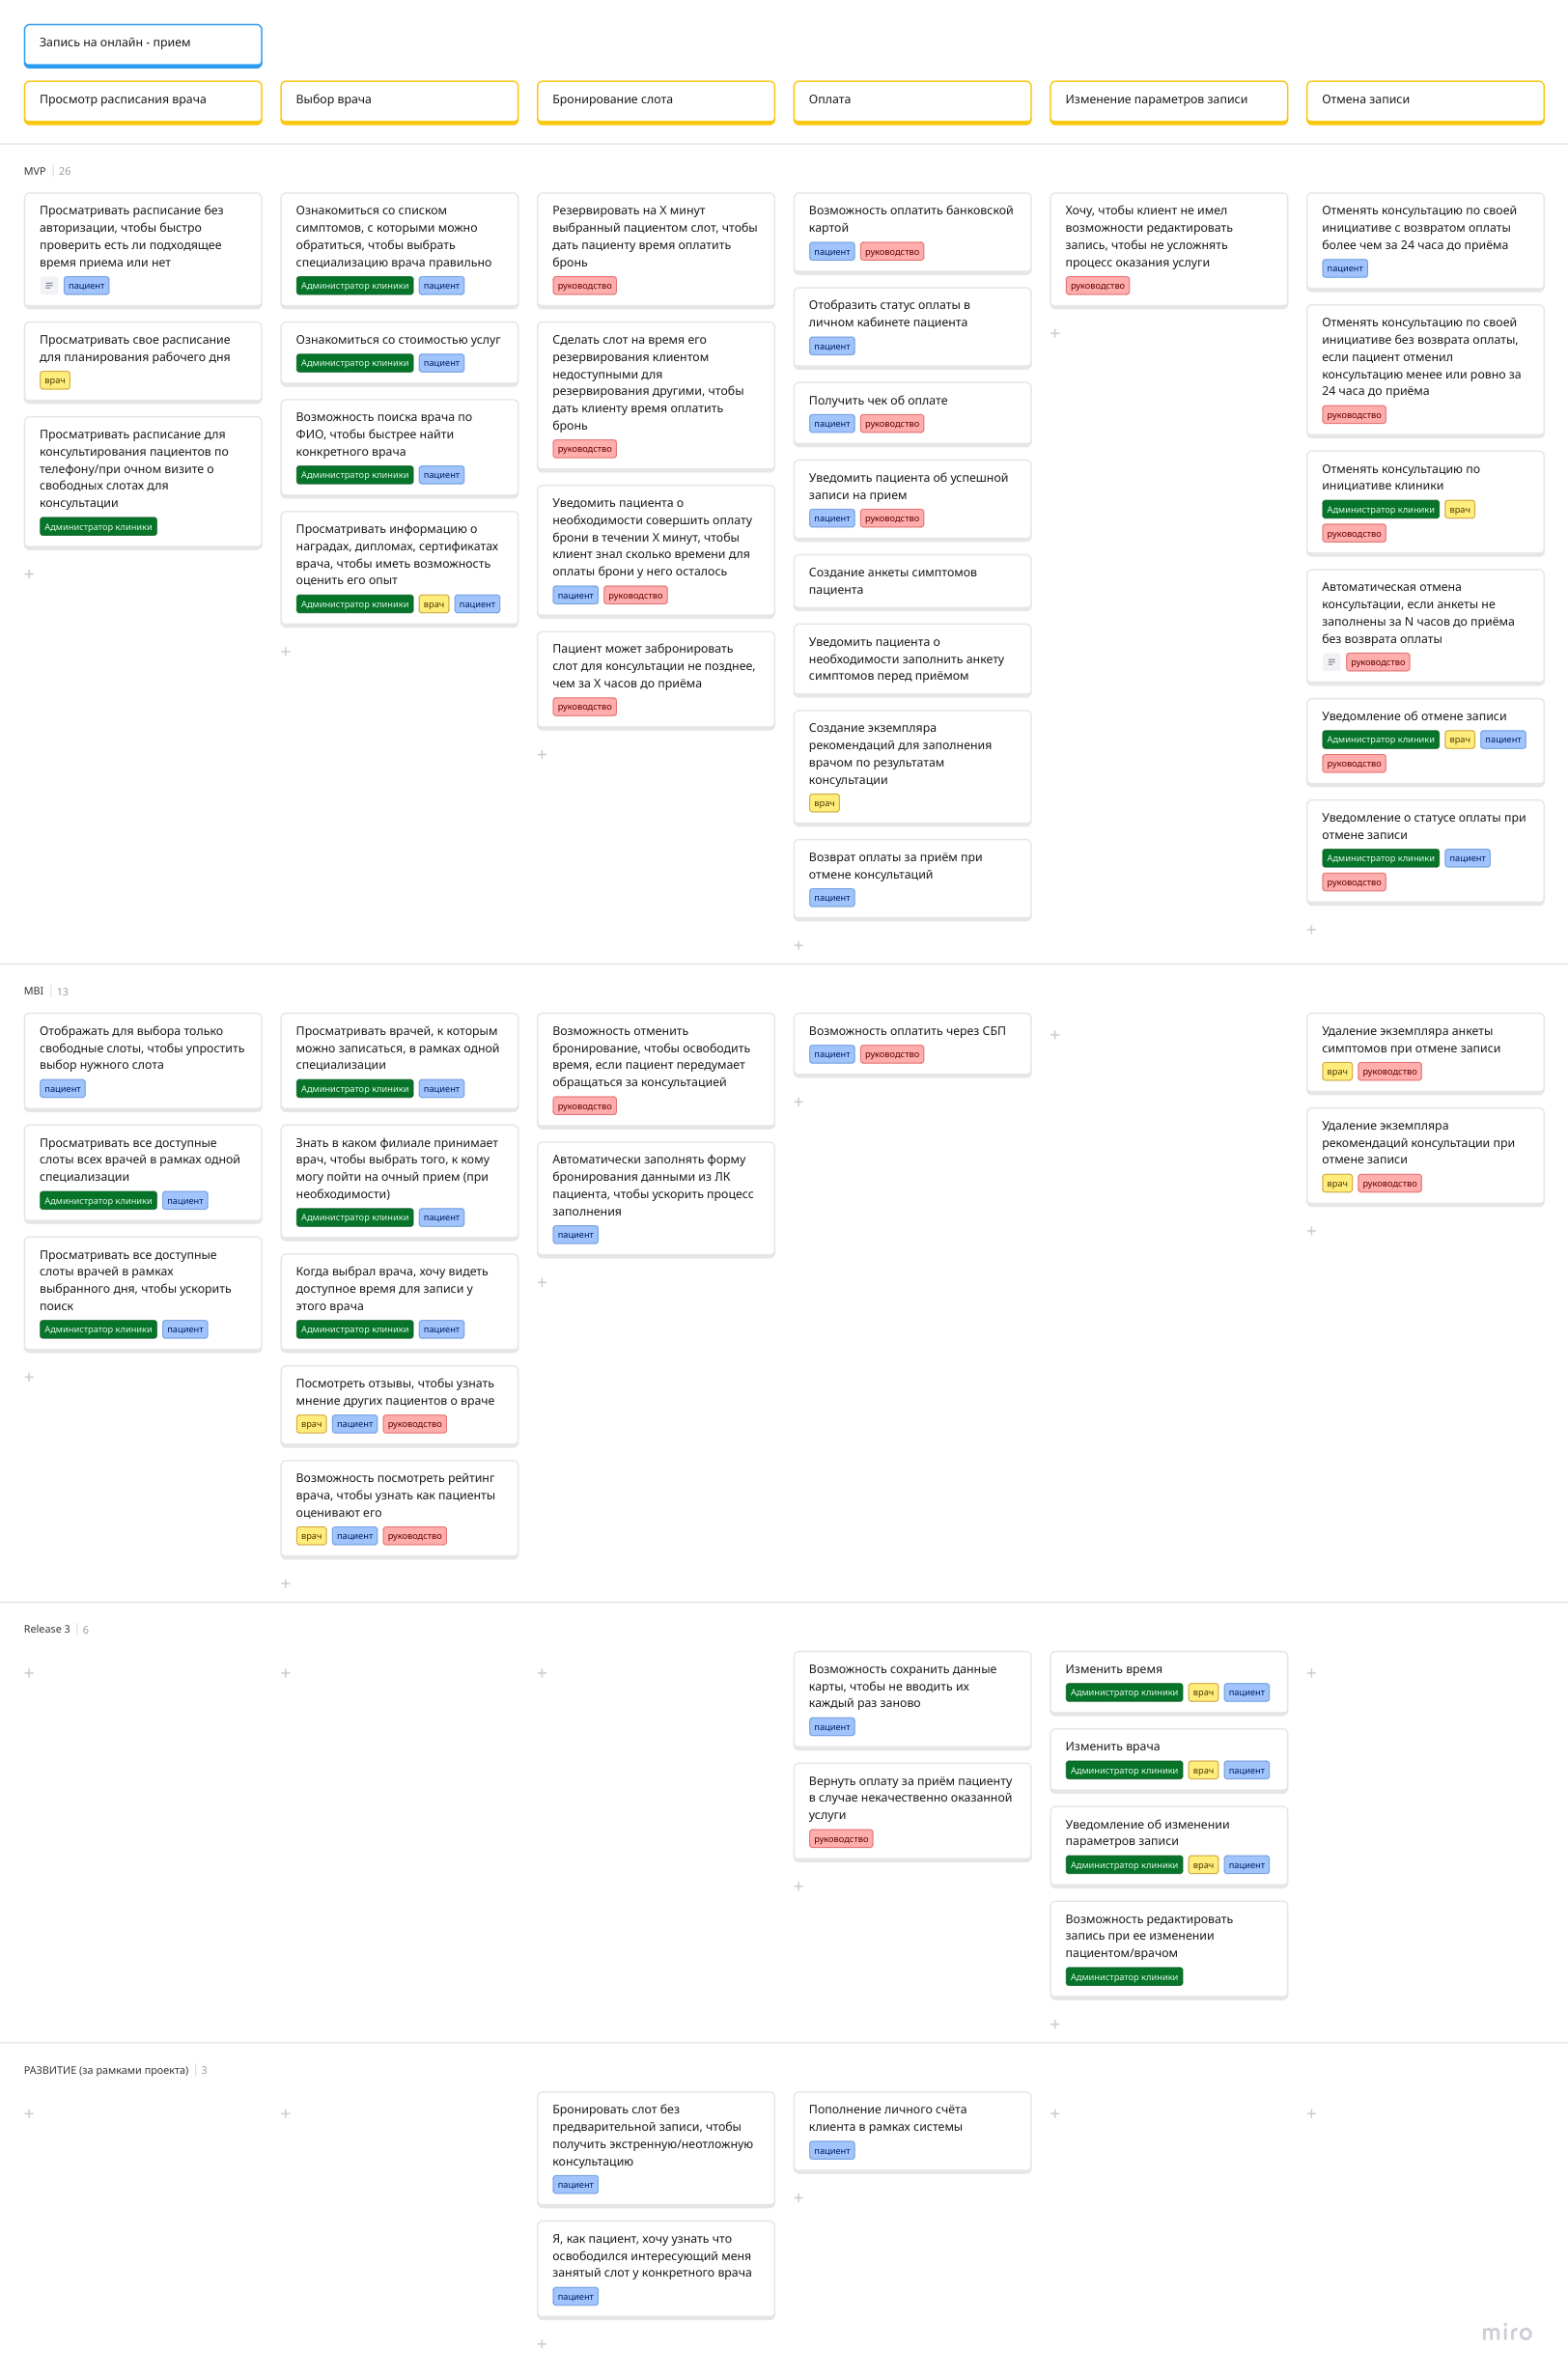 Запись на онлайн - прием
Просмотр расписания врача
Выбор врача
Бронирование слота
Оплата
Изменение параметров записи
Отмена записи
MVP
26
Просматривать расписание без
авторизации, чтобы быстро
проверить есть ли подходящее
время приема или нет
пациент
Просматривать свое расписание
для планирования рабочего дня
врач
Просматривать расписание для
консультирования пациентов по
телефону/при очном визите о
свободных слотах для
консультации
Администратор клиники
Ознакомиться со списком
симптомов, с которыми можно
обратиться, чтобы выбрать
специализацию врача правильно
Администратор клиники пациент
Ознакомиться со стоимостью услуг
Администратор клиники пациент
Возможность поиска врача по
ФИО, чтобы быстрее найти
конкретного врача
Администратор клиники пациент
Просматривать информацию о
наградах, дипломах, сертификатах
врача, чтобы иметь возможность
оценить его опыт
Администратор клиники врач пациент
Резервировать на X минут
выбранный пациентом слот, чтобы
дать пациенту время оплатить
бронь
руководство
Сделать слот на время его
резервирования клиентом
недоступными для
резервирования другими, чтобы
дать клиенту время оплатить
бронь
руководство
Уведомить пациента о
необходимости совершить оплату
брони в течении X минут, чтобы
клиент знал сколько времени для
оплаты брони у него осталось
пациент руководство
Пациент может забронировать
слот для консультации не позднее,
чем за X часов до приёма
руководство
Возможность оплатить банковской
картой
пациент руководство
Отобразить статус оплаты в
личном кабинете пациента
пациент
Получить чек об оплате
пациент руководство
Уведомить пациента об успешной
записи на прием
пациент руководство
Создание анкеты симптомов
пациента
Уведомить пациента о
необходимости заполнить анкету
симптомов перед приёмом
Создание экземпляра
рекомендаций для заполнения
врачом по результатам
консультации
врач
Возврат оплаты за приём при
отмене консультаций
пациент
Хочу, чтобы клиент не имел
возможности редактировать
запись, чтобы не усложнять
процесс оказания услуги
руководство
Отменять консультацию по своей
инициативе с возвратом оплаты
более чем за 24 часа до приёма
пациент
Отменять консультацию по своей
инициативе без возврата оплаты,
если пациент отменил
консультацию менее или ровно за
24 часа до приёма
руководство
Отменять консультацию по
инициативе клиники
Администратор клиники врач
руководство
Автоматическая отмена
консультации, если анкеты не
заполнены за N часов до приёма
без возврата оплаты
руководство
Уведомление об отмене записи
Администратор клиники врач пациент
руководство
Уведомление о статусе оплаты при
отмене записи
Администратор клиники пациент
руководство
MBI
13
Отображать для выбора только
свободные слоты, чтобы упростить
выбор нужного слота
пациент
Просматривать все доступные
слоты всех врачей в рамках одной
специализации
Администратор клиники пациент
Просматривать все доступные
слоты врачей в рамках
выбранного дня, чтобы ускорить
поиск
Администратор клиники пациент
Просматривать врачей, к которым
можно записаться, в рамках одной
специализации
Администратор клиники пациент
Знать в каком филиале принимает
врач, чтобы выбрать того, к кому
могу пойти на очный прием (при
необходимости)
Администратор клиники пациент
Когда выбрал врача, хочу видеть
доступное время для записи у
этого врача
Администратор клиники пациент
Посмотреть отзывы, чтобы узнать
мнение других пациентов о враче
врач пациент руководство
Возможность посмотреть рейтинг
врача, чтобы узнать как пациенты
оценивают его
врач пациент руководство
Возможность отменить
бронирование, чтобы освободить
время, если пациент передумает
обращаться за консультацией
руководство
Автоматически заполнять форму
бронирования данными из ЛК
пациента, чтобы ускорить процесс
заполнения
пациент
Возможность оплатить через СБП
пациент руководство
Удаление экземпляра анкеты
симптомов при отмене записи
врач руководство
Удаление экземпляра
рекомендаций консультации при
отмене записи
врач руководство
Release 3
6
Возможность сохранить данные
карты, чтобы не вводить их
каждый раз заново
пациент
Вернуть оплату за приём пациенту
в случае некачественно оказанной
услуги
руководство
Изменить время
Администратор клиники врач пациент
Изменить врача
Администратор клиники врач пациент
Уведомление об изменении
параметров записи
Администратор клиники врач пациент
Возможность редактировать
запись при ее изменении
пациентом/врачом
Администратор клиники
РАЗВИТИЕ (за рамками проекта)
3
Бронировать слот без
предварительной записи, чтобы
получить экстренную/неотложную
консультацию
пациент
Я, как пациент, хочу узнать что
освободился интересующий меня
занятый слот у конкретного врача
пациент
Пополнение личного счёта
клиента в рамках системы
пациент
miro